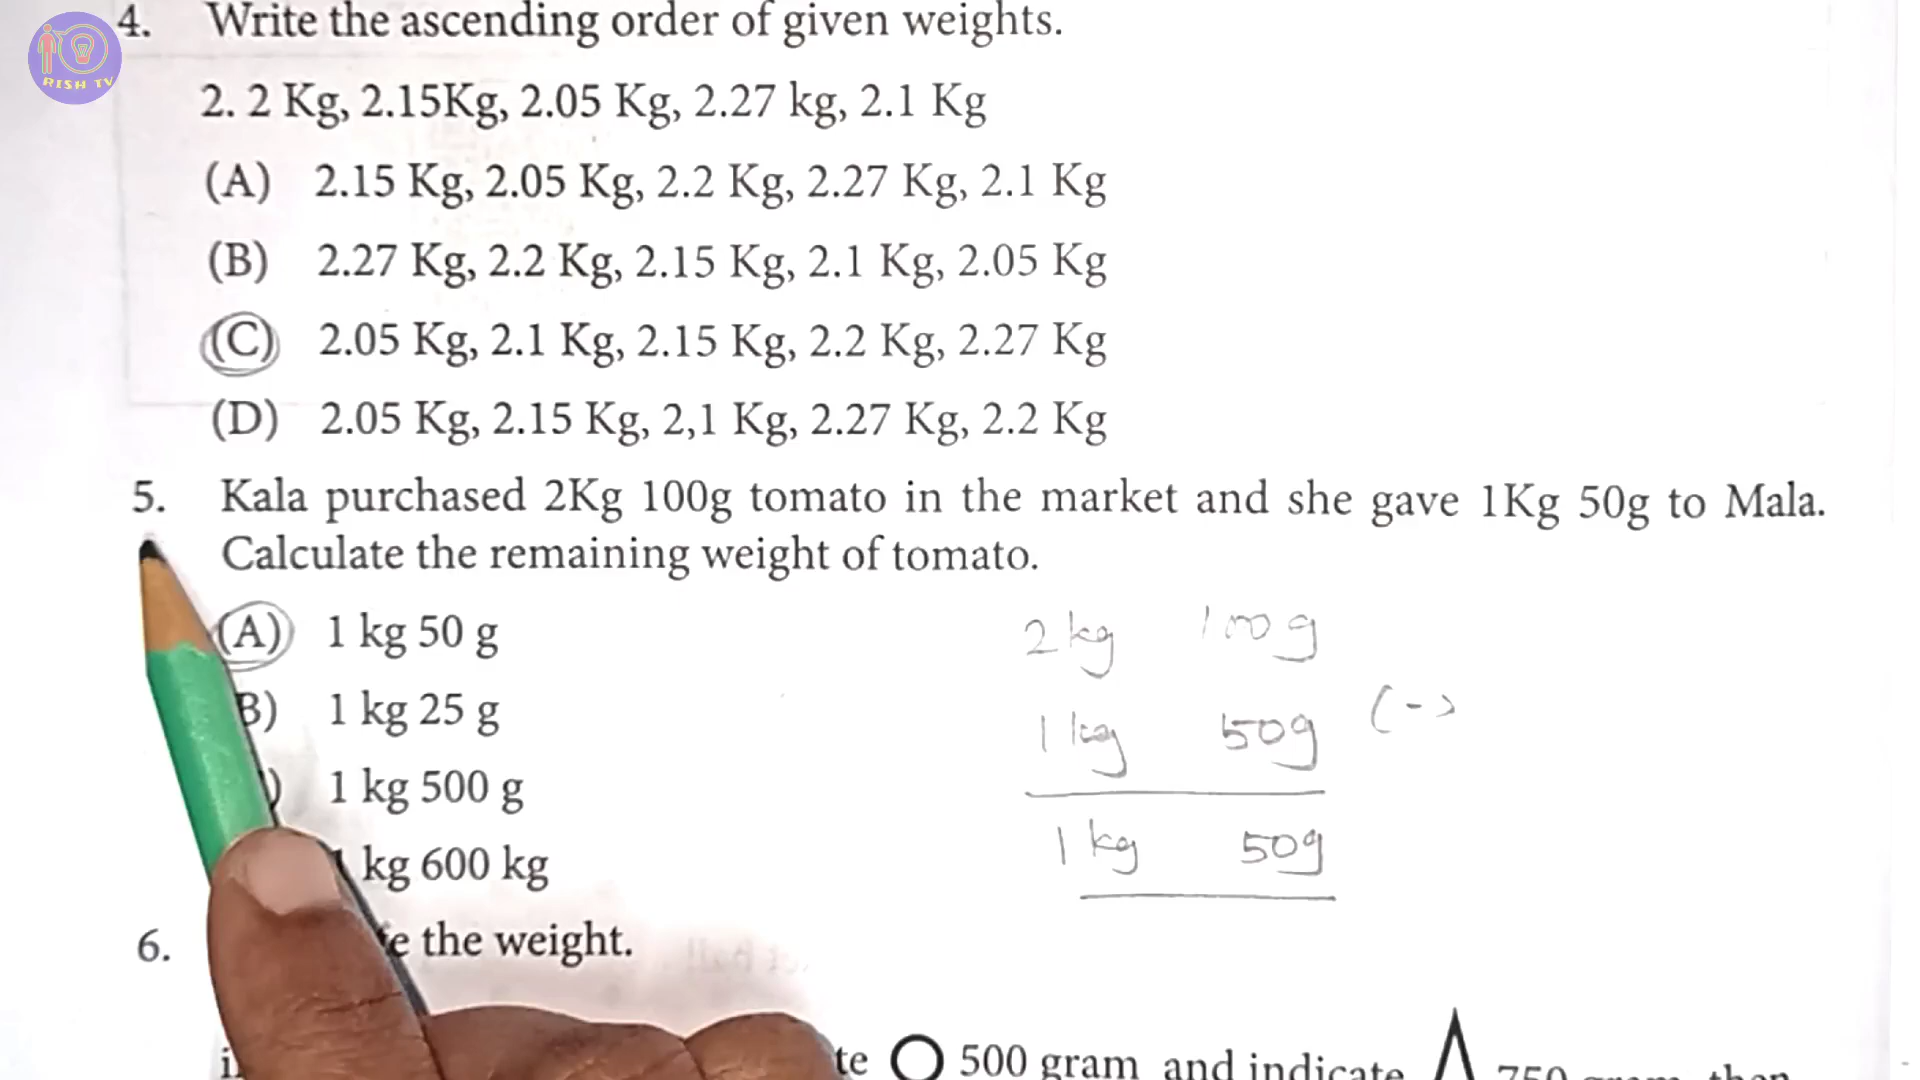 RISH TV
4. Write the ascending order of given weights.
2. 2 Kg, 2.15Kg, 2.05 Kg, 2.27 kg, 2.1 Kg
(A) 2.15 Kg, 2.05 Kg, 2.2 Kg, 2.27 Kg, 2.1 Kg
(B) 2.27 Kg, 2.2 Kg, 2.15 Kg, 2.1 Kg, 2.05 Kg
(C) 2.05 Kg, 2.1 Kg, 2.15 Kg, 2.2 Kg, 2.27 Kg
(D) 2.05 Kg, 2.15 Kg, 2,1 Kg, 2.27 Kg, 2.2 Kg
5. Kala purchased 2Kg 100g tomato in the market and she gave 1Kg 50g to Mala.
Calculate the remaining weight of tomato.
(A) 1 kg 50 g
B) 1 kg 25 g
) 1 kg 500 g
kg 600 kg
2 kg 100 g
1 kg 50g (-)
1 kg 50g
6. the weight.
500 gram and indicate 750 gram, then